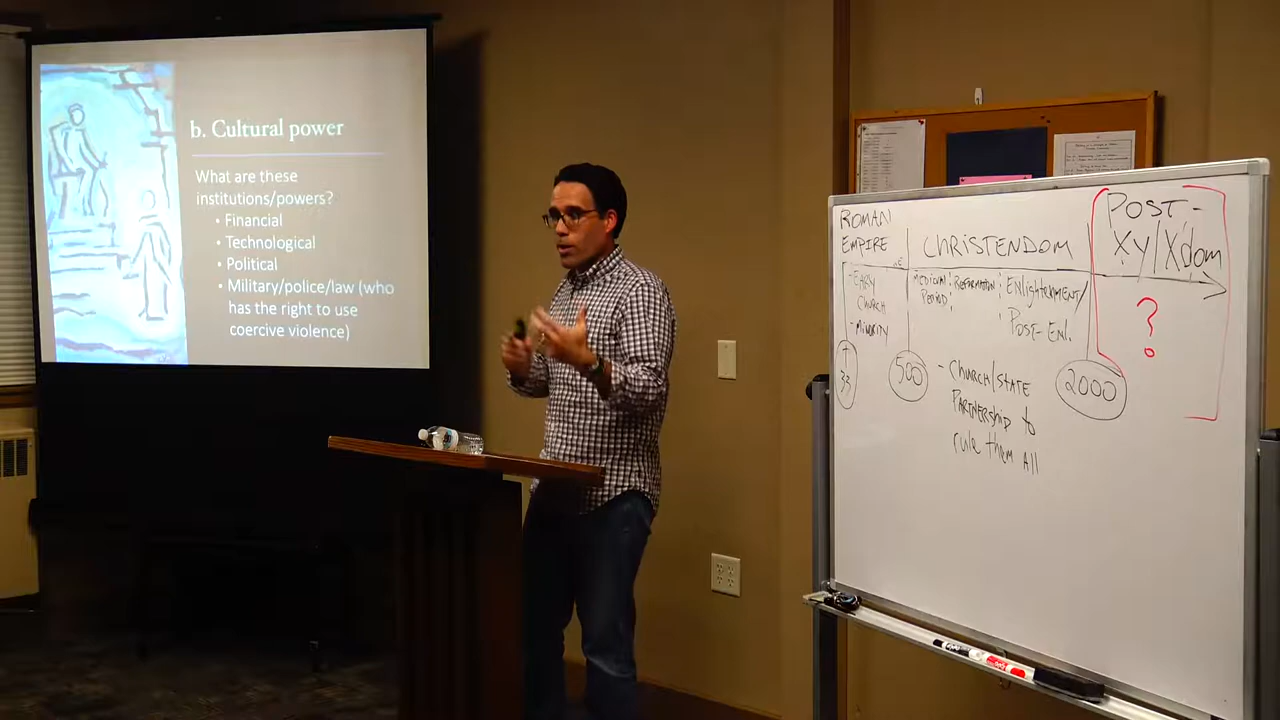 b. Cultural power
What are these
institutions/powers?
• Financial
• Technological
• Political
• Military/police/law (who
has the right to use
coercive violence)
ROMAN
EMPIRE
CHRISTENDOM
POST-
Xy/Xdom
- EARLY
CHURCH
- MINORITY
MEDIEVAL
PERIOD
REFORMATION
ENLIGHTENMENT/
POST-ENL.
?
33
500
2000
- CHURCH/STATE
PARTNERSHIP to
rule them All